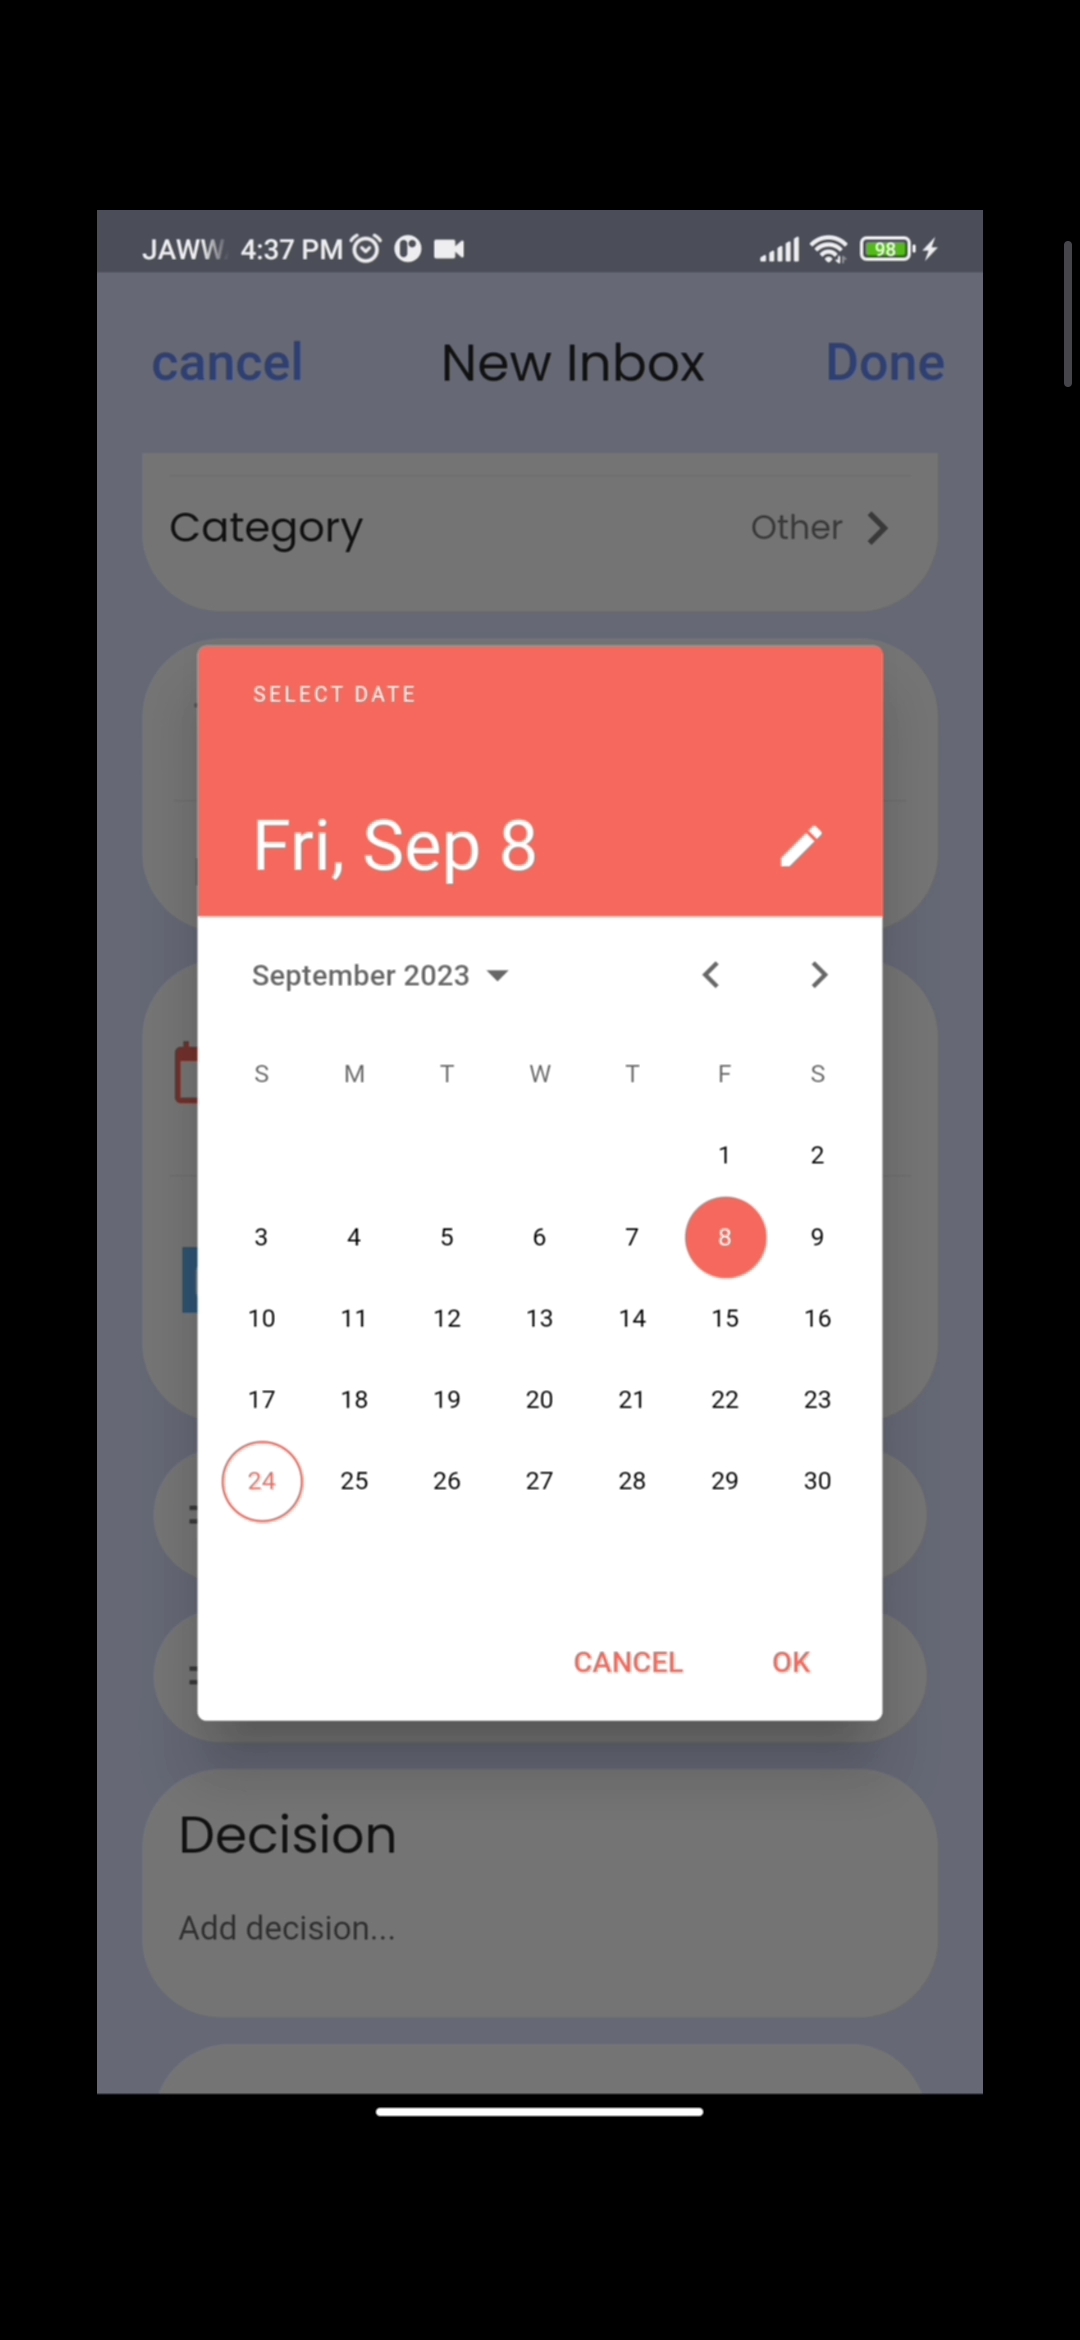 JAWW 4:37 PM 98
cancel New Inbox Done
Category Other
SELECT DATE
Fri, Sep 8
September 2023
S M T W T F S
1 2
3 4 5 6 7 8 9
10 11 12 13 14 15 16
17 18 19 20 21 22 23
24 25 26 27 28 29 30
CANCEL OK
Decision
Add decision...